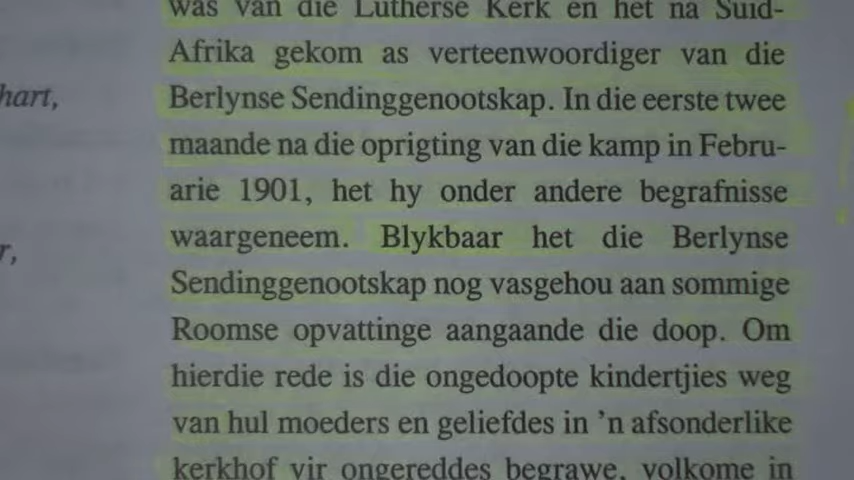 was van die Lutherse Kerk en het na Suid-
Afrika gekom as verteenwoordiger van die
hart,
Berlynse Sendinggenootskap. In die eerste twee
maande na die oprigting van die kamp in Febru-
arie 1901, het hy onder andere begrafnisse
waargeneem. Blykbaar het die Berlynse
r,
Sendinggenootskap nog vasgehou aan sommige
Roomse opvattinge aangaande die doop. Om
hierdie rede is die ongedoopte kindertjies weg
van hul moeders en geliefdes in ’n afsonderlike
kerkhof vir ongereddes begrawe, volkome in